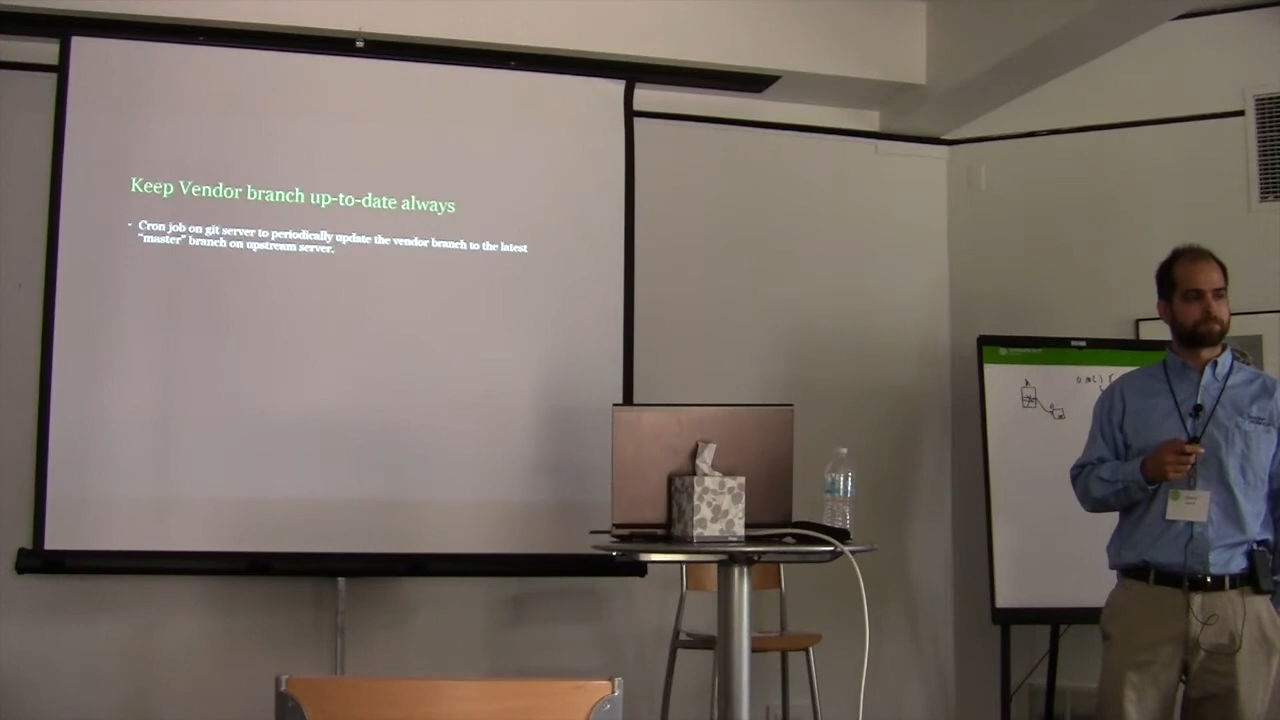 Keep Vendor branch up-to-date always
- Cron job on git server to periodically update the vendor branch to the latest
"master" branch on upstream server.